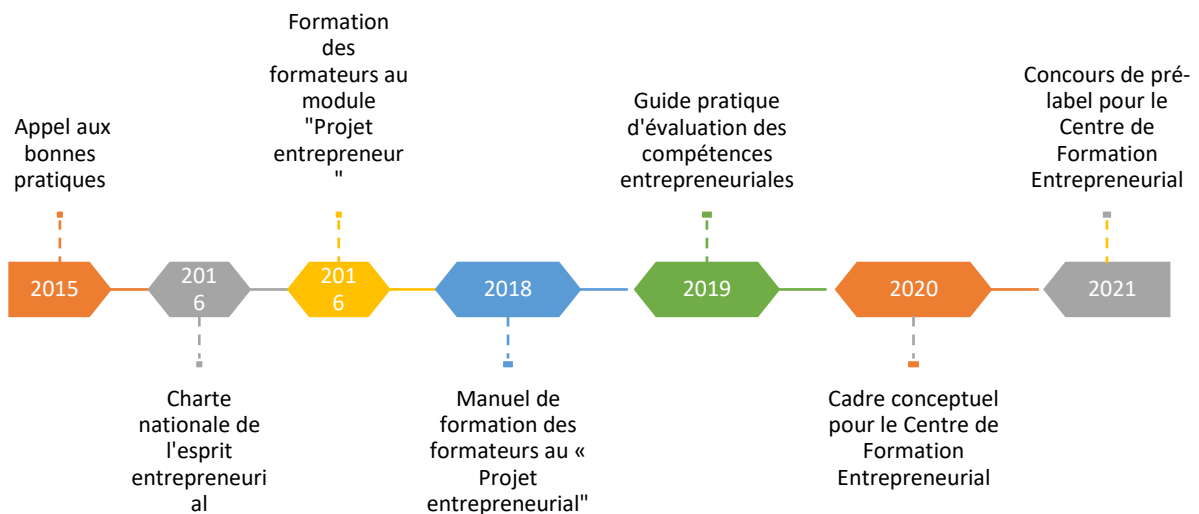 Appel aux
bonnes
pratiques
Formation
des
formateurs au
module
"Projet
entrepreneur
"
Guide pratique
d'évaluation des
compétences
entrepreneuriales
Concours de pré-
label pour le
Centre de
Formation
Entrepreneurial
2015
201
6
201
6
2018
2019
2020
2021
Charte
nationale de
l'esprit
entrepreneuri
al
Manuel de
formation des
formateurs au «
Projet
entrepreneurial"
Cadre conceptuel
pour le Centre de
Formation
Entrepreneurial